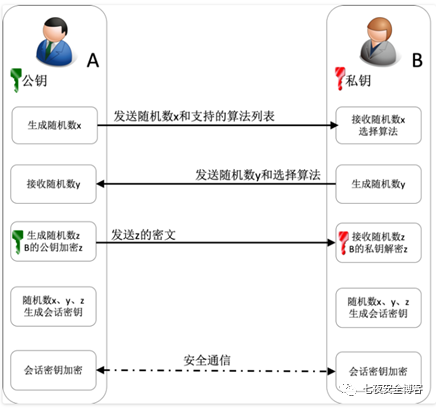 A
B
公钥
私钥
生成随机数x
发送随机数x和支持的算法列表
接收随机数x
选择算法
接收随机数y
发送随机数y和选择算法
生成随机数y
生成随机数z
B的公钥加密z
发送z的密文
接收随机数z
B的私钥解密z
随机数x、y、z
生成会话密钥
随机数x、y、z
生成会话密钥
会话密钥加密
安全通信
会话密钥加密
七夜安全博客